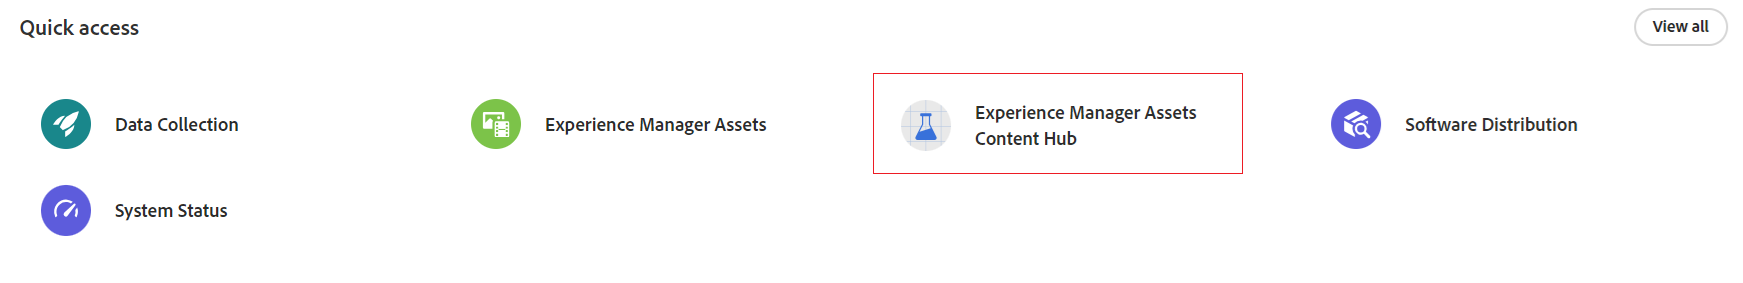 Quick access
View all
Data Collection
Experience Manager Assets
Experience Manager Assets
Content Hub
Software Distribution
System Status